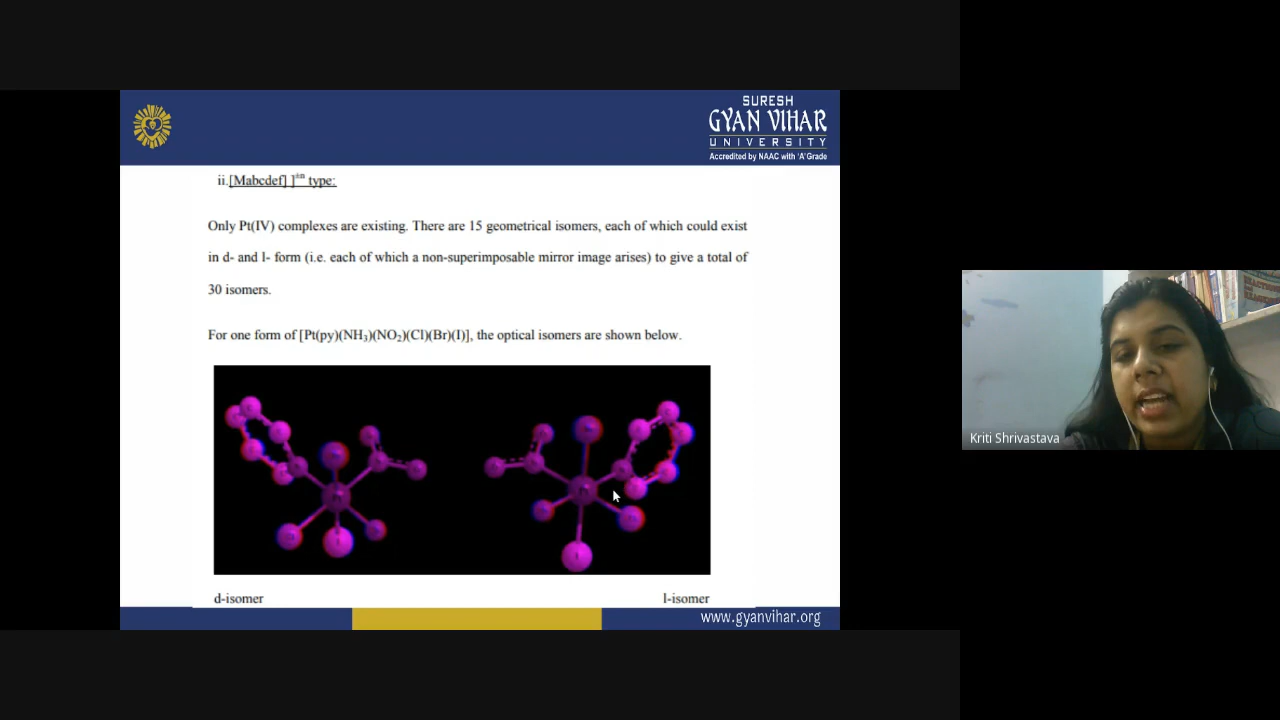 SURESH
GYAN VIHAR
UNIVERSITY
Accredited by NAAC with 'A' Grade
ii.[Mabcdef] ]±n type:
Only Pt(IV) complexes are existing. There are 15 geometrical isomers, each of which could exist
in d- and l- form (i.e. each of which a non-superimposable mirror image arises) to give a total of
30 isomers.
For one form of [Pt(py)(NH3)(NO2)(Cl)(Br)(I)], the optical isomers are shown below.
d-isomer
l-isomer
www.gyanvihar.org
Kriti Shrivastava